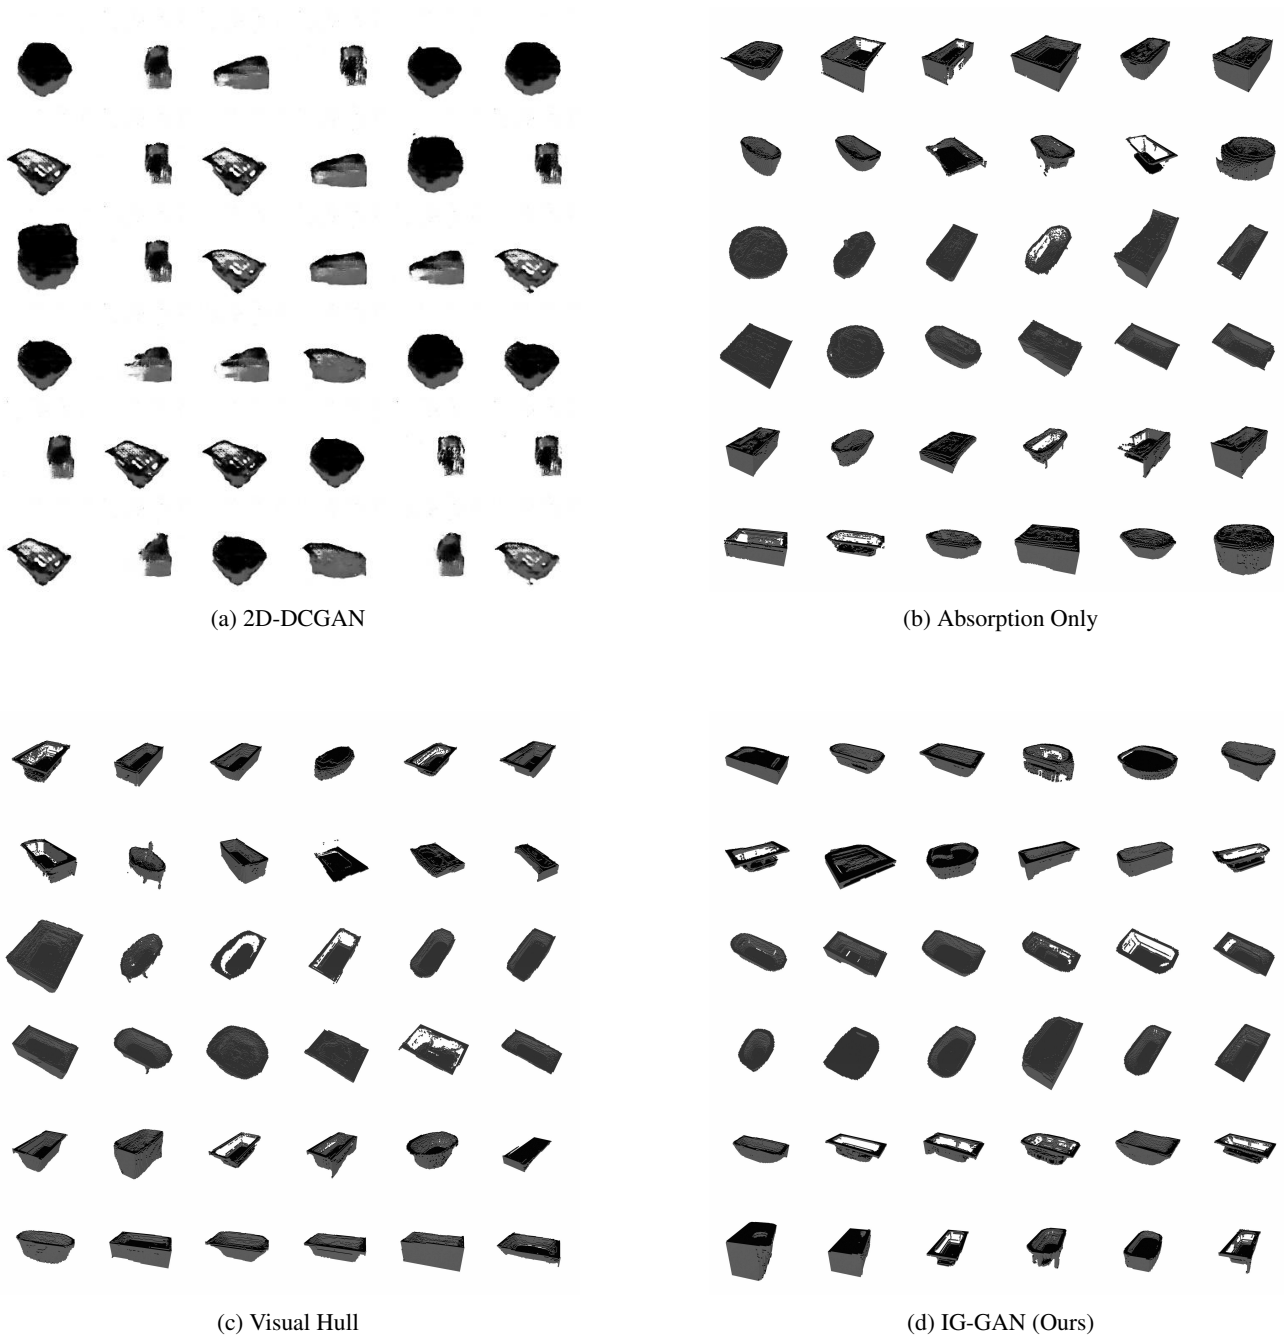 (a) 2D-DCGAN
(b) Absorption Only
(c) Visual Hull
(d) IG-GAN (Ours)